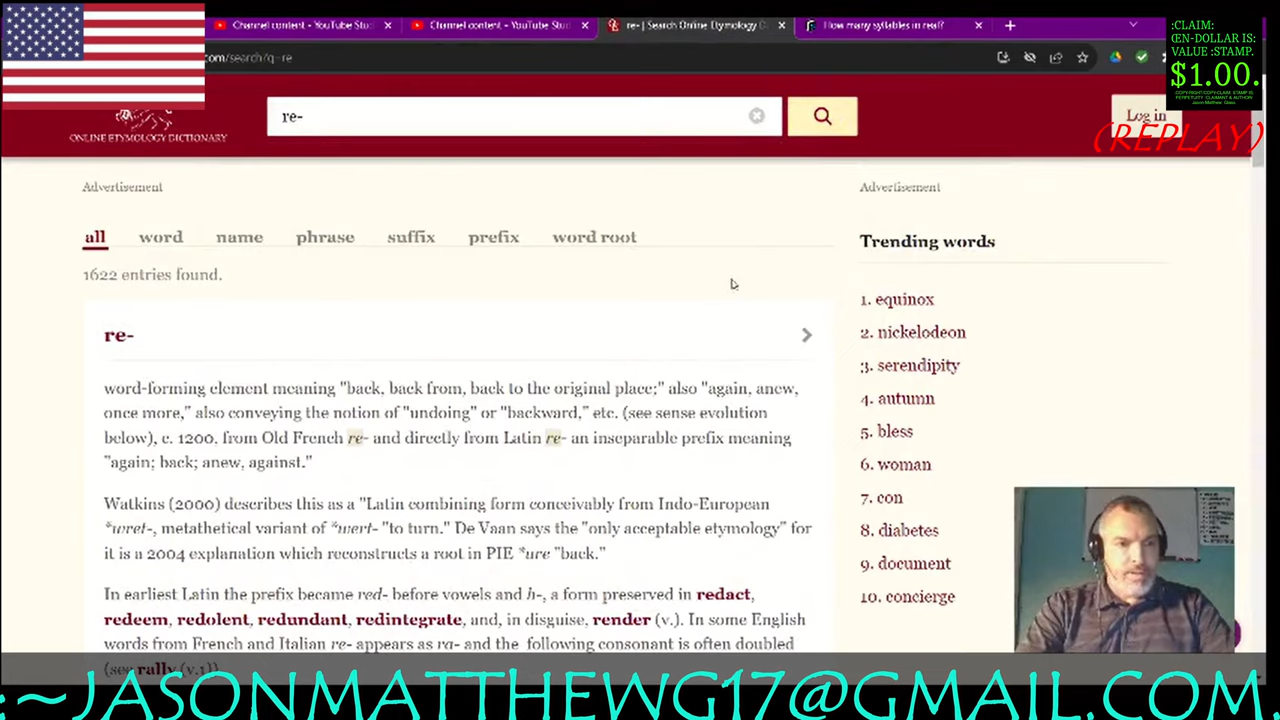 Channel content - YouTube Stu
Channel content - YouTube Stu
re- | Search Online Etymology D
How many syllables in real?
com/search/?q=re
:CLAIM:
VALUE :STAMP.
$1.00.
Jason-Matthew: Glass.
ONLINE ETYMOLOGY DICTIONARY
re-
Log in
(REPLAY)
Advertisement
Advertisement
all word name phrase suffix prefix word root
1622 entries found.
re-
word-forming element meaning "back, back from, back to the original place;" also "again, anew,
once more," also conveying the notion of "undoing" or "backward," etc. (see sense evolution
below), c. 1200, from Old French re- and directly from Latin re- an inseparable prefix meaning
"again; back; anew, against."
Watkins (2000) describes this as a "Latin combining form conceivably from Indo-European
*wret-, metathetical variant of *wert- "to turn." De Vaan says the "only acceptable etymology" for
it is a 2004 explanation which reconstructs a root in PIE *ure "back."
In earliest Latin the prefix became red- before vowels and h-, a form preserved in redact,
redeem, redolent, redundant, redintegrate, and, in disguise, render (v.). In some English
words from French and Italian re- appears as ra- and the following consonant is often doubled
(see rally (v.1))
Trending words
1. equinox
2. nickelodeon
3. serendipity
4. autumn
5. bless
6. woman
7. con
8. diabetes
9. document
10. concierge
:~JASONMATTHEWG17@GMAIL.COM.